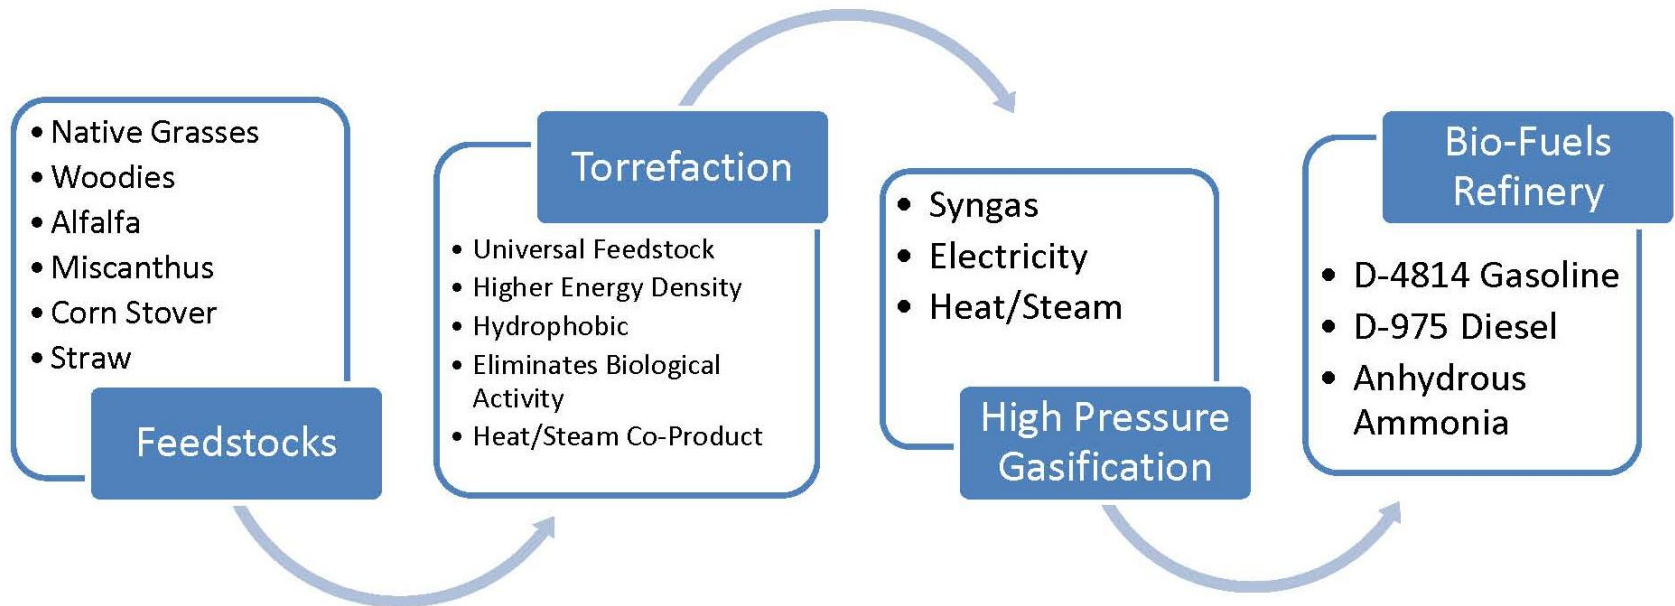 • Native Grasses
• Woodies
• Alfalfa
• Miscanthus
• Corn Stover
• Straw
Feedstocks
Torrefaction
• Universal Feedstock
• Higher Energy Density
• Hydrophobic
• Eliminates Biological
Activity
• Heat/Steam Co-Product
• Syngas
• Electricity
• Heat/Steam
High Pressure
Gasification
Bio-Fuels
Refinery
• D-4814 Gasoline
• D-975 Diesel
• Anhydrous
Ammonia